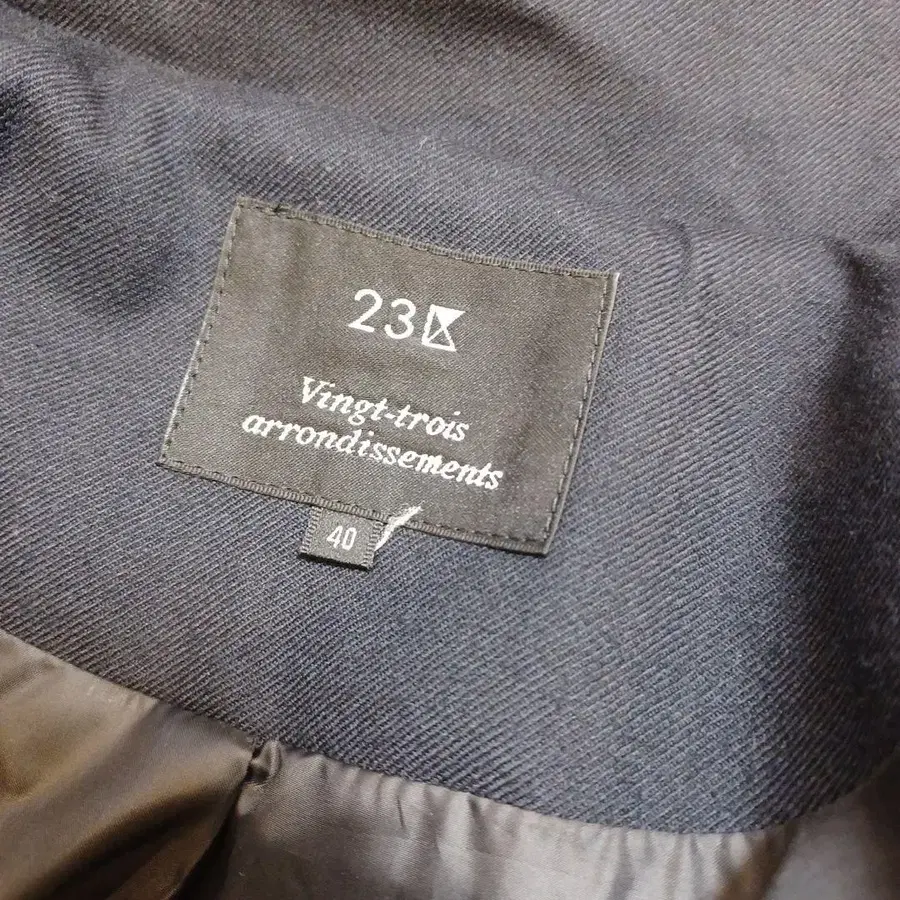 23区
Vingt-trois
arrondissements
40